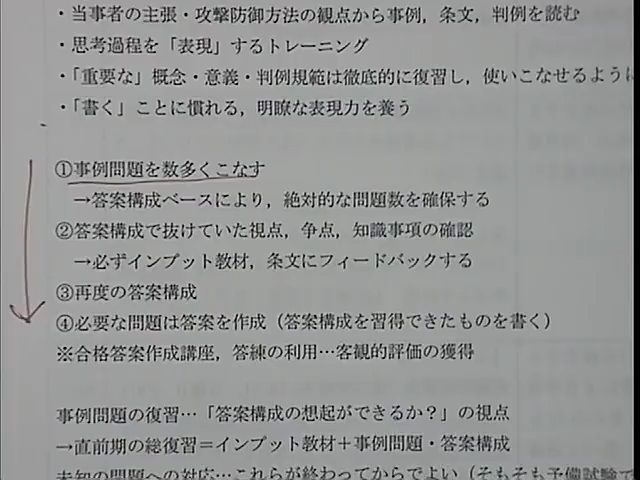 ・当事者の主張・攻撃防御方法の観点から事例，条文，判例を読む
・思考過程を「表現」するトレーニング
・「重要な」概念・意義・判例規範は徹底的に復習し，使いこなせるように
・「書く」ことに慣れる，明瞭な表現力を養う
①事例問題を数多くこなす
→答案構成ベースにより，絶対的な問題数を確保する
②答案構成で抜けていた視点，争点，知識事項の確認
→必ずインプット教材，条文にフィードバックする
③再度の答案構成
④必要な問題は答案を作成（答案構成を習得できたものを書く）
※合格答案作成講座，答練の利用…客観的評価の獲得
事例問題の復習…「答案構成の想起ができるか？」の視点
→直前期の総復習＝インプット教材＋事例問題・答案構成
未知の問題への対応…これらが終わってからでよい（そもそも予備試験で